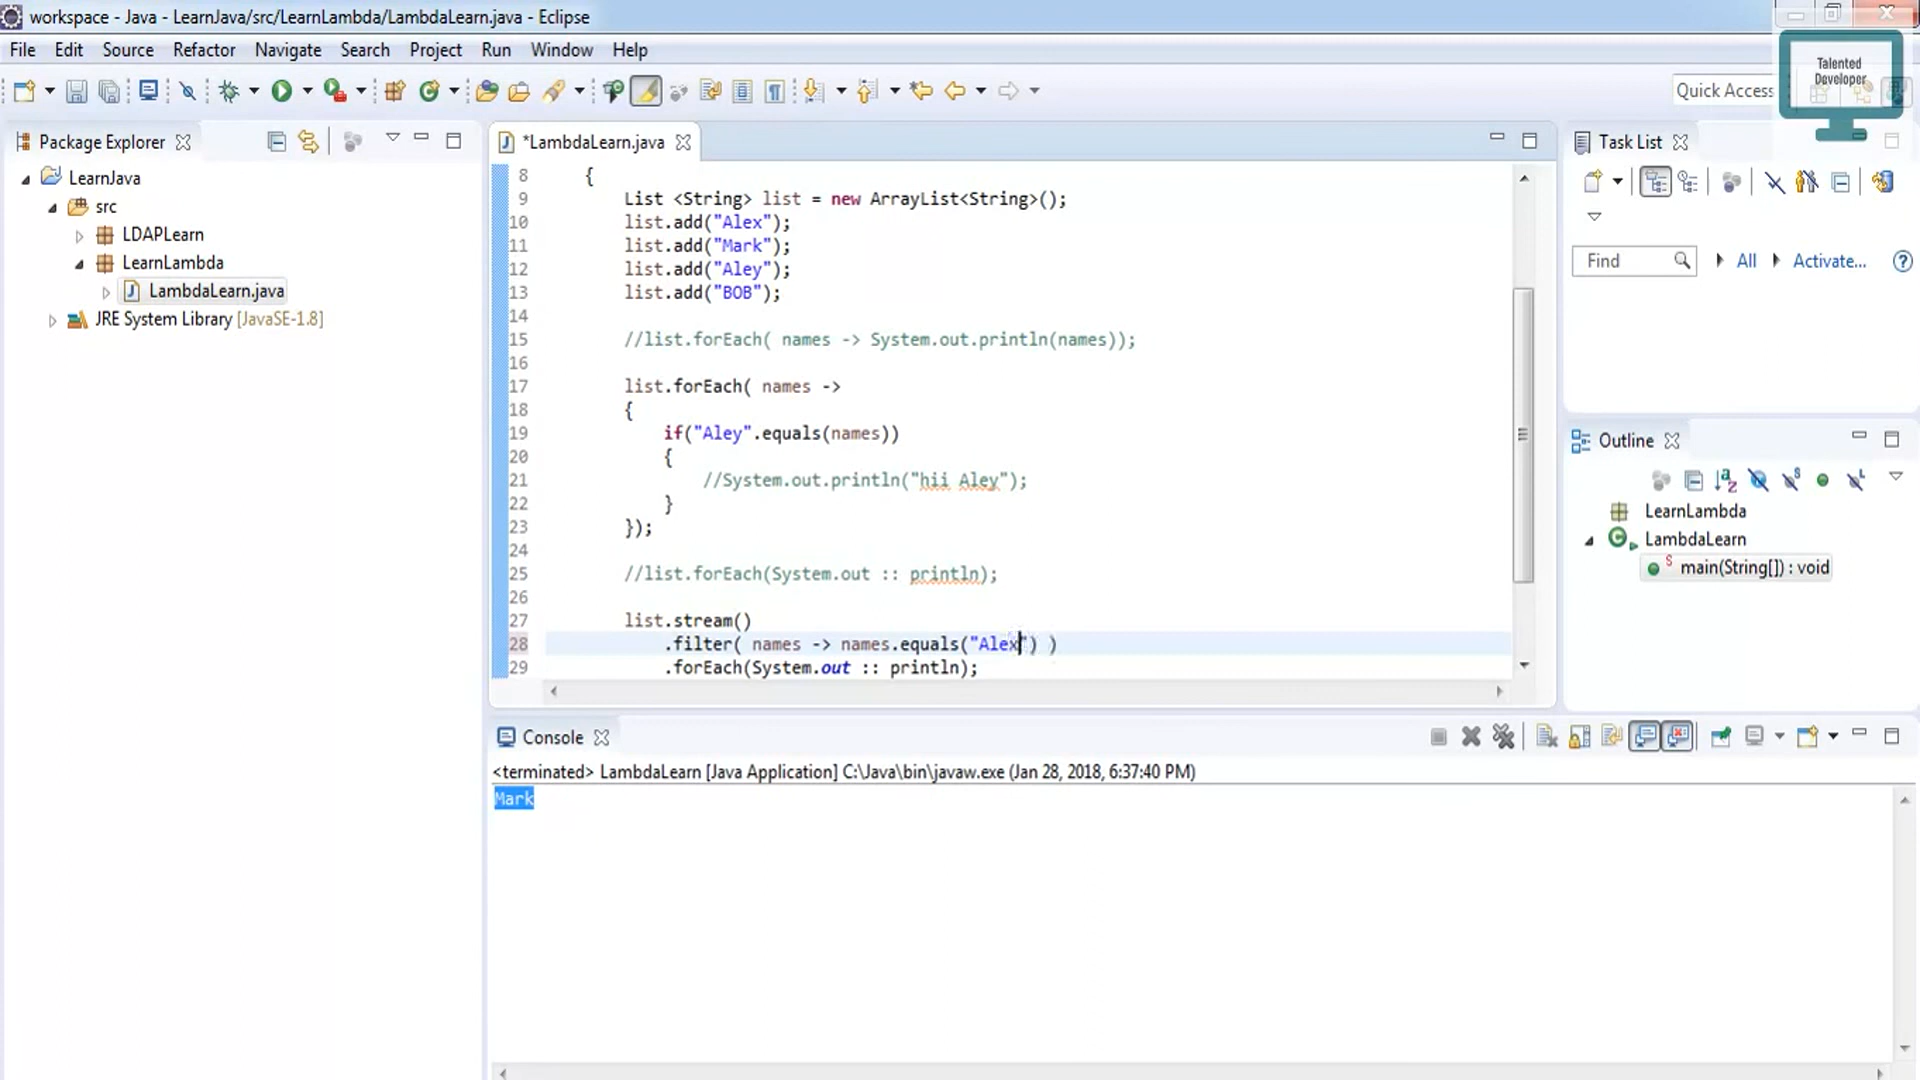 workspace - Java - LearnJava/src/LearnLambda/LambdaLearn.java - Eclipse
File Edit Source Refactor Navigate Search Project Run Window Help
Talented
Developer
Quick Access
Package Explorer
*LambdaLearn.java
Task List
LearnJava
src
LDAPLearn
LearnLambda
LambdaLearn.java
JRE System Library [JavaSE-1.8]
8 {
9 List <String> list = new ArrayList<String>();
10 list.add("Alex");
11 list.add("Mark");
12 list.add("Aley");
13 list.add("BOB");
14
15 //list.forEach( names -> System.out.println(names));
16
17 list.forEach( names ->
18 {
19 if("Aley".equals(names))
20 {
21 //System.out.println("hii Aley");
22 }
23 });
24
25 //list.forEach(System.out :: println);
26
27 list.stream()
28 .filter( names -> names.equals("Alex") )
29 .forEach(System.out :: println);
Find All Activate...
Outline
LearnLambda
LambdaLearn
main(String[]) : void
Console
<terminated> LambdaLearn [Java Application] C:\Java\bin\javaw.exe (Jan 28, 2018, 6:37:40 PM)
Mark